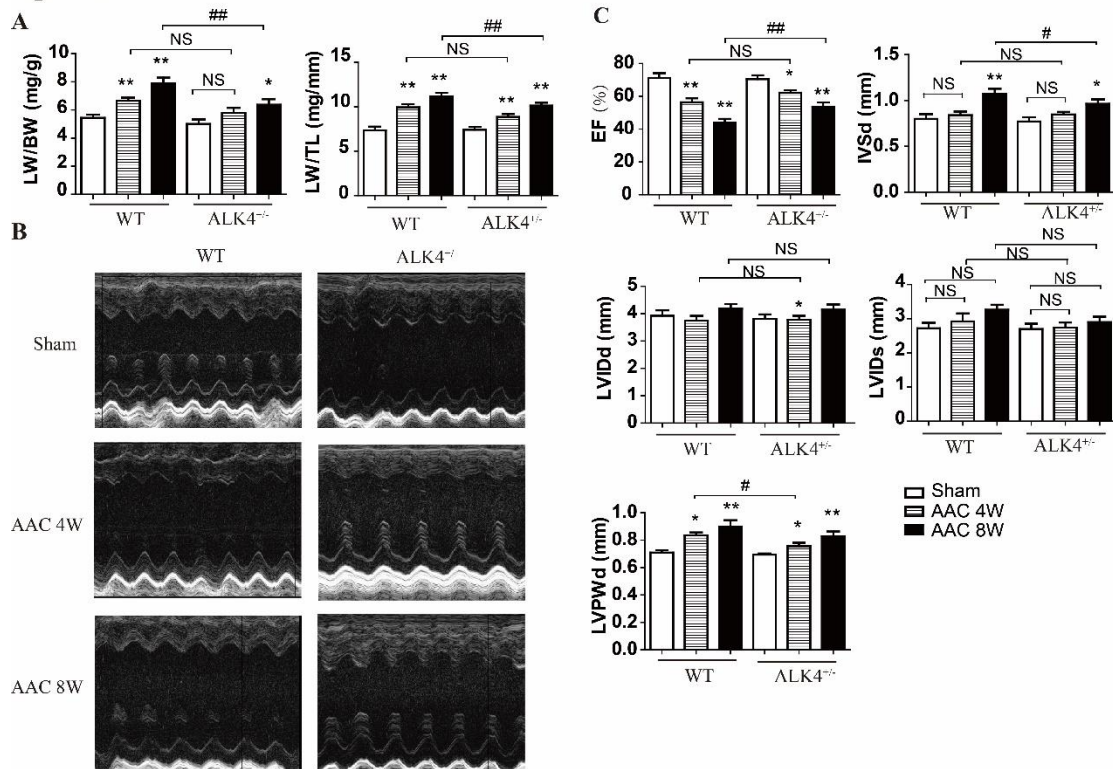 A
##
NS
**
**
NS
*
LW/BW (mg/g)
10
8
6
4
2
0
WT
ALK4⁺/⁻
##
NS
**
**
**
**
LW/TL (mg/mm)
15
10
5
0
WT
ALK4⁺/⁻
B
WT
ALK4⁻/
Sham
AAC 4W
AAC 8W
C
##
NS
**
**
*
**
EF (%)
80
60
40
20
0
WT
ALK4⁺/⁻
#
NS
NS
**
NS
*
IVSd (mm)
1.5
1.0
0.5
0.0
WT
ALK4⁺/⁻
NS
NS
*
LVIDd (mm)
5
4
3
2
1
0
WT
ALK4⁺/⁻
NS
NS
NS
NS
NS
NS
LVIDs (mm)
4
3
2
1
0
WT
ALK4⁺/⁻
#
*
**
*
**
LVPWd (mm)
1.0
0.8
0.6
0.4
0.2
0.0
WT
ALK4⁺/⁻
Sham
AAC 4W
AAC 8W